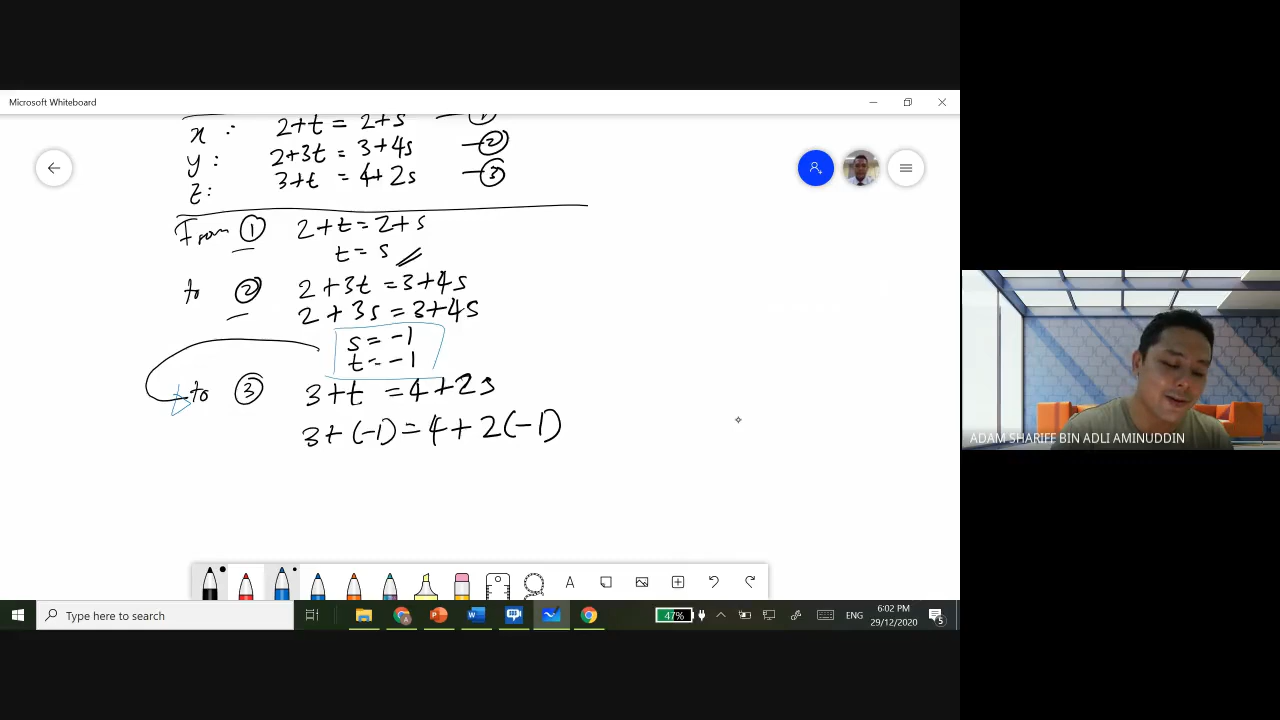 Microsoft Whiteboard
x : 2+t = 2+s — ①
y : 2+3t = 3+4s — ②
z : 3+t = 4+2s — ③
From ① 2+t = 2+s
t = s
to ② 2+3t = 3+4s
2+3s = 3+4s
s = -1
t = -1
to ③ 3+t = 4+2s
3+(-1) = 4+2(-1)
ADAM SHARIFF BIN ADLI AMINUDDIN
A
Type here to search
47%
ENG
6:02 PM
29/12/2020
5